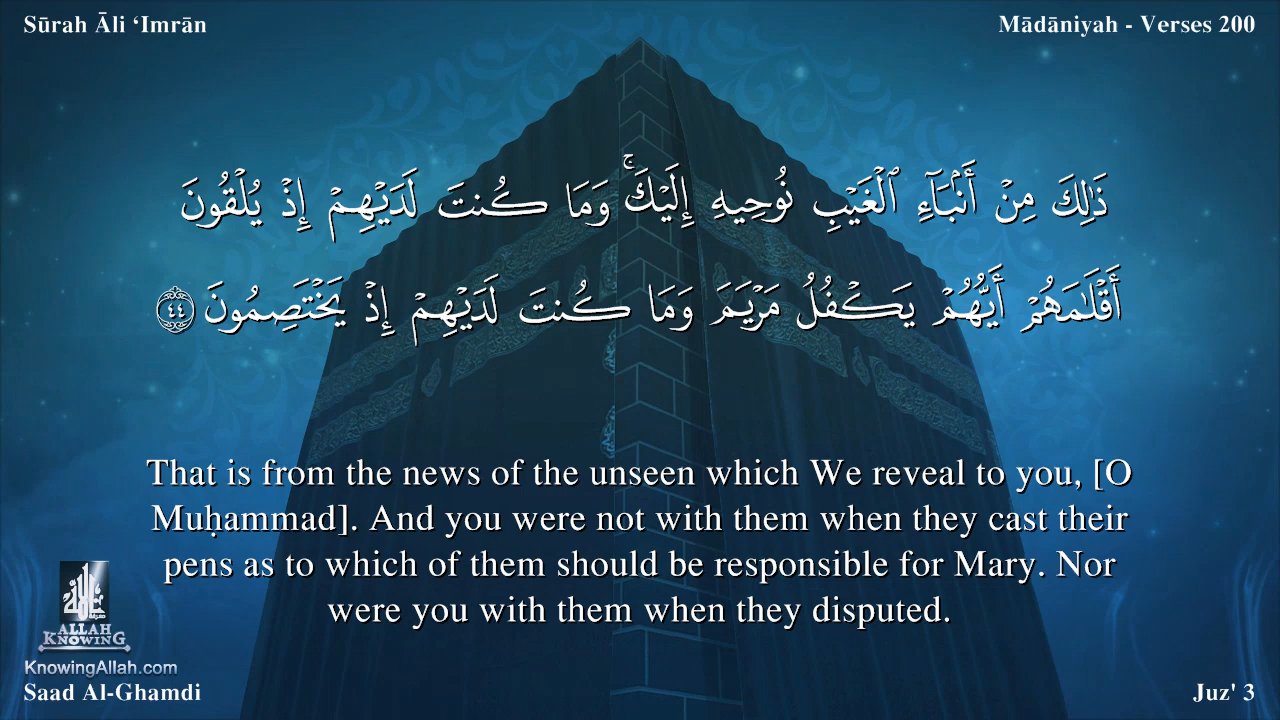 Sūrah Āli ‘Imrān
Mādāniyah - Verses 200
ذَٰلِكَ مِنْ أَنۢبَآءِ ٱلْغَيْبِ نُوحِيهِ إِلَيْكَ ۚ وَمَا كُنتَ لَدَيْهِمْ إِذْ يُلْقُونَ
أَقْلَـٰمَهُمْ أَيُّهُمْ يَكْفُلُ مَرْيَمَ وَمَا كُنتَ لَدَيْهِمْ إِذْ يَخْتَصِمُونَ ٤٤
That is from the news of the unseen which We reveal to you, [O
Muḥammad]. And you were not with them when they cast their
pens as to which of them should be responsible for Mary. Nor
were you with them when they disputed.
ALLAH
KNOWING
KnowingAllah.com
Saad Al-Ghamdi
Juz' 3